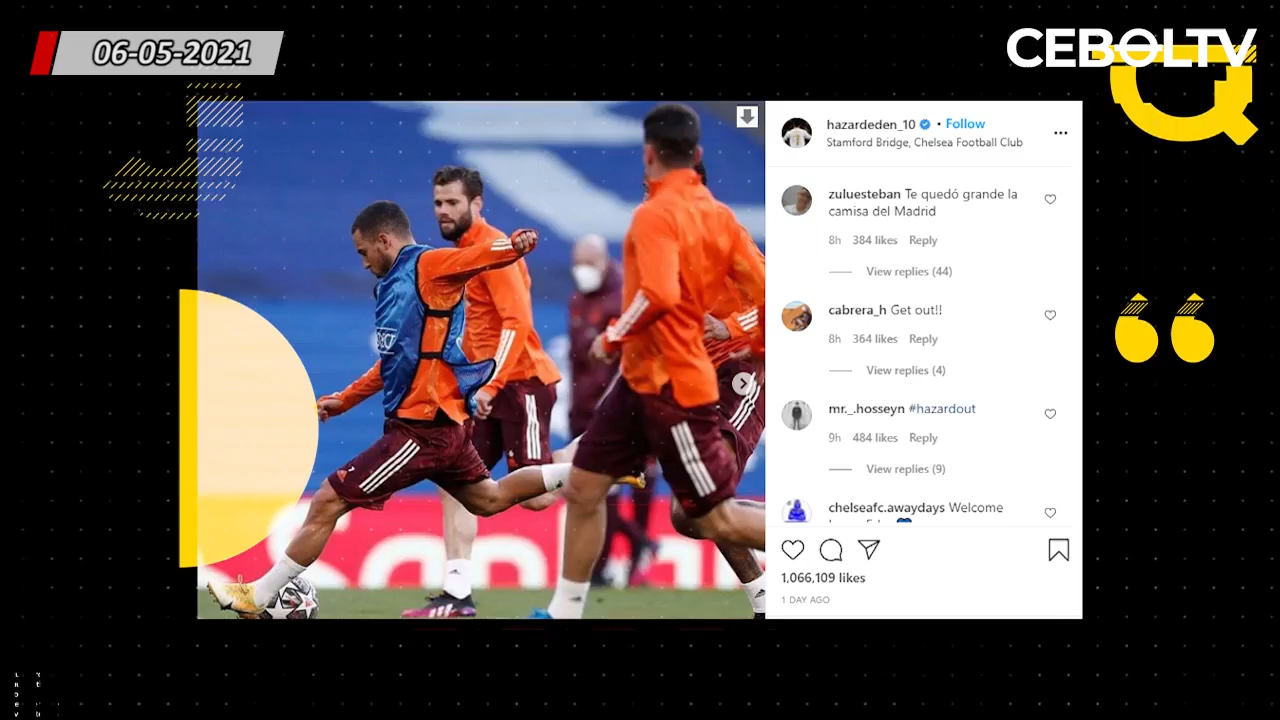 06-05-2021
CEBOLTV
hazardeden_10 • Follow
Stamford Bridge, Chelsea Football Club
zuluesteban Te quedó grande la
camisa del Madrid
8h 384 likes Reply
View replies (44)
cabrera_h Get out!!
8h 364 likes Reply
View replies (4)
mr._.hosseyn #hazardout
9h 484 likes Reply
View replies (9)
chelseafc.awaydays Welcome
1,066,109 likes
1 DAY AGO